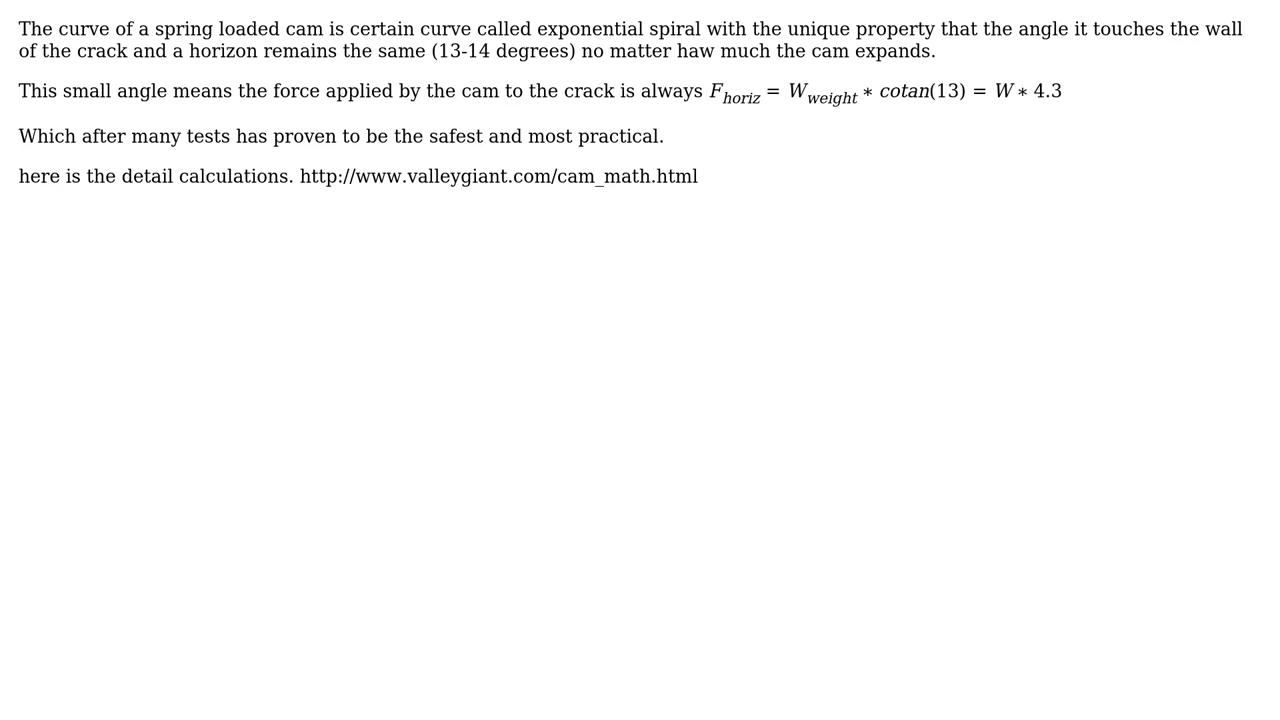 The curve of a spring loaded cam is certain curve called exponential spiral with the unique property that the angle it touches the wall
of the crack and a horizon remains the same (13-14 degrees) no matter haw much the cam expands.
This small angle means the force applied by the cam to the crack is always F_horiz = W_weight ∗ cotan(13) = W ∗ 4.3
Which after many tests has proven to be the safest and most practical.
here is the detail calculations. http://www.valleygiant.com/cam_math.html